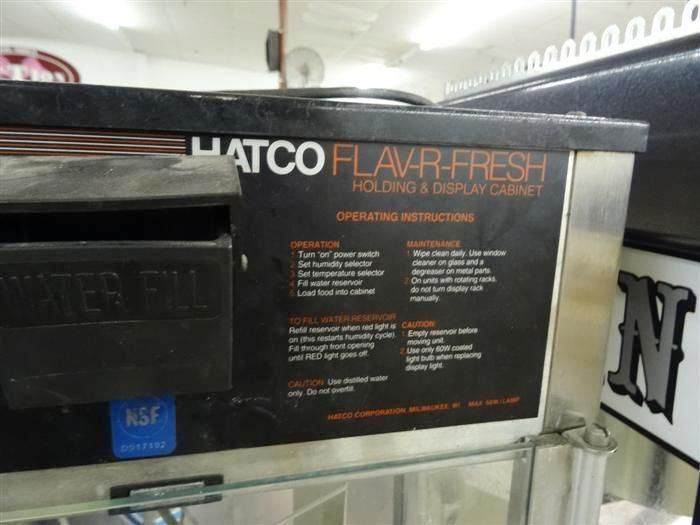 HATCO FLAV-R-FRESH
HOLDING & DISPLAY CABINET
OPERATING INSTRUCTIONS
OPERATION
1 Turn "on" power switch
2 Set humidity selector
3 Set temperature selector
4 Fill water reservoir
5 Load food into cabinet
TO FILL WATER RESERVOIR
Refill reservoir when red light is
on (this restarts humidity cycle).
Fill through front opening
until RED light goes off.
CAUTION Use distilled water
only. Do not overfill.
MAINTENANCE
1 Wipe clean daily. Use window
cleaner on glass and a
degreaser on metal parts.
2 On units with rotating racks,
do not turn display rack
manually.
CAUTION:
1 Empty reservoir before
moving unit.
2 Use only 60W coated
light bulb when replacing
display light.
HATCO CORPORATION, MILWAUKEE, WI MAX 60W/LAMP
WATER FILL
NSF
N